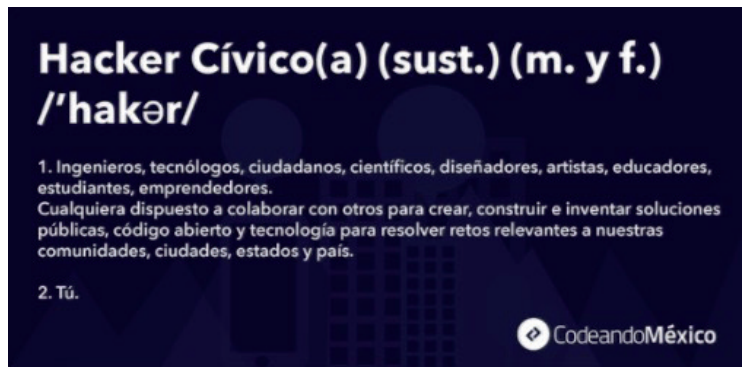 Hacker Cívico(a) (sust.) (m. y f.)
/'hakər/
1. Ingenieros, tecnólogos, ciudadanos, científicos, diseñadores, artistas, educadores,
estudiantes, emprendedores.
Cualquiera dispuesto a colaborar con otros para crear, construir e inventar soluciones
públicas, código abierto y tecnología para resolver retos relevantes a nuestras
comunidades, ciudades, estados y país.
2. Tú.
CodeandoMéxico